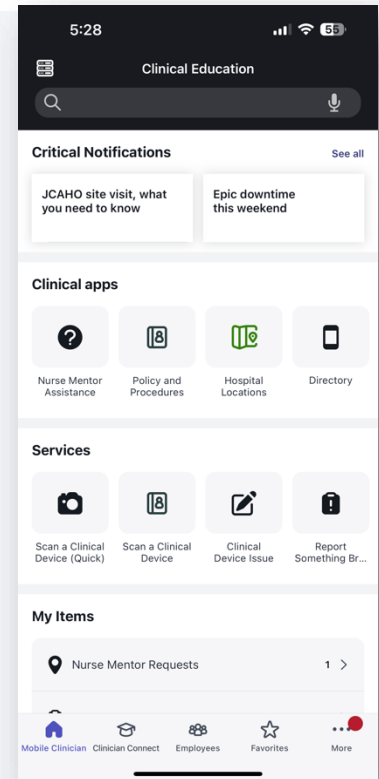 5:28
55
Clinical Education
Critical Notifications
See all
JCAHO site visit, what
you need to know
Epic downtime
this weekend
Clinical apps
Nurse Mentor
Assistance
Policy and
Procedures
Hospital
Locations
Directory
Services
Scan a Clinical
Device (Quick)
Scan a Clinical
Device
Clinical
Device Issue
Report
Something Br...
My Items
Nurse Mentor Requests
1
Mobile Clinician
Clinician Connect
Employees
Favorites
More